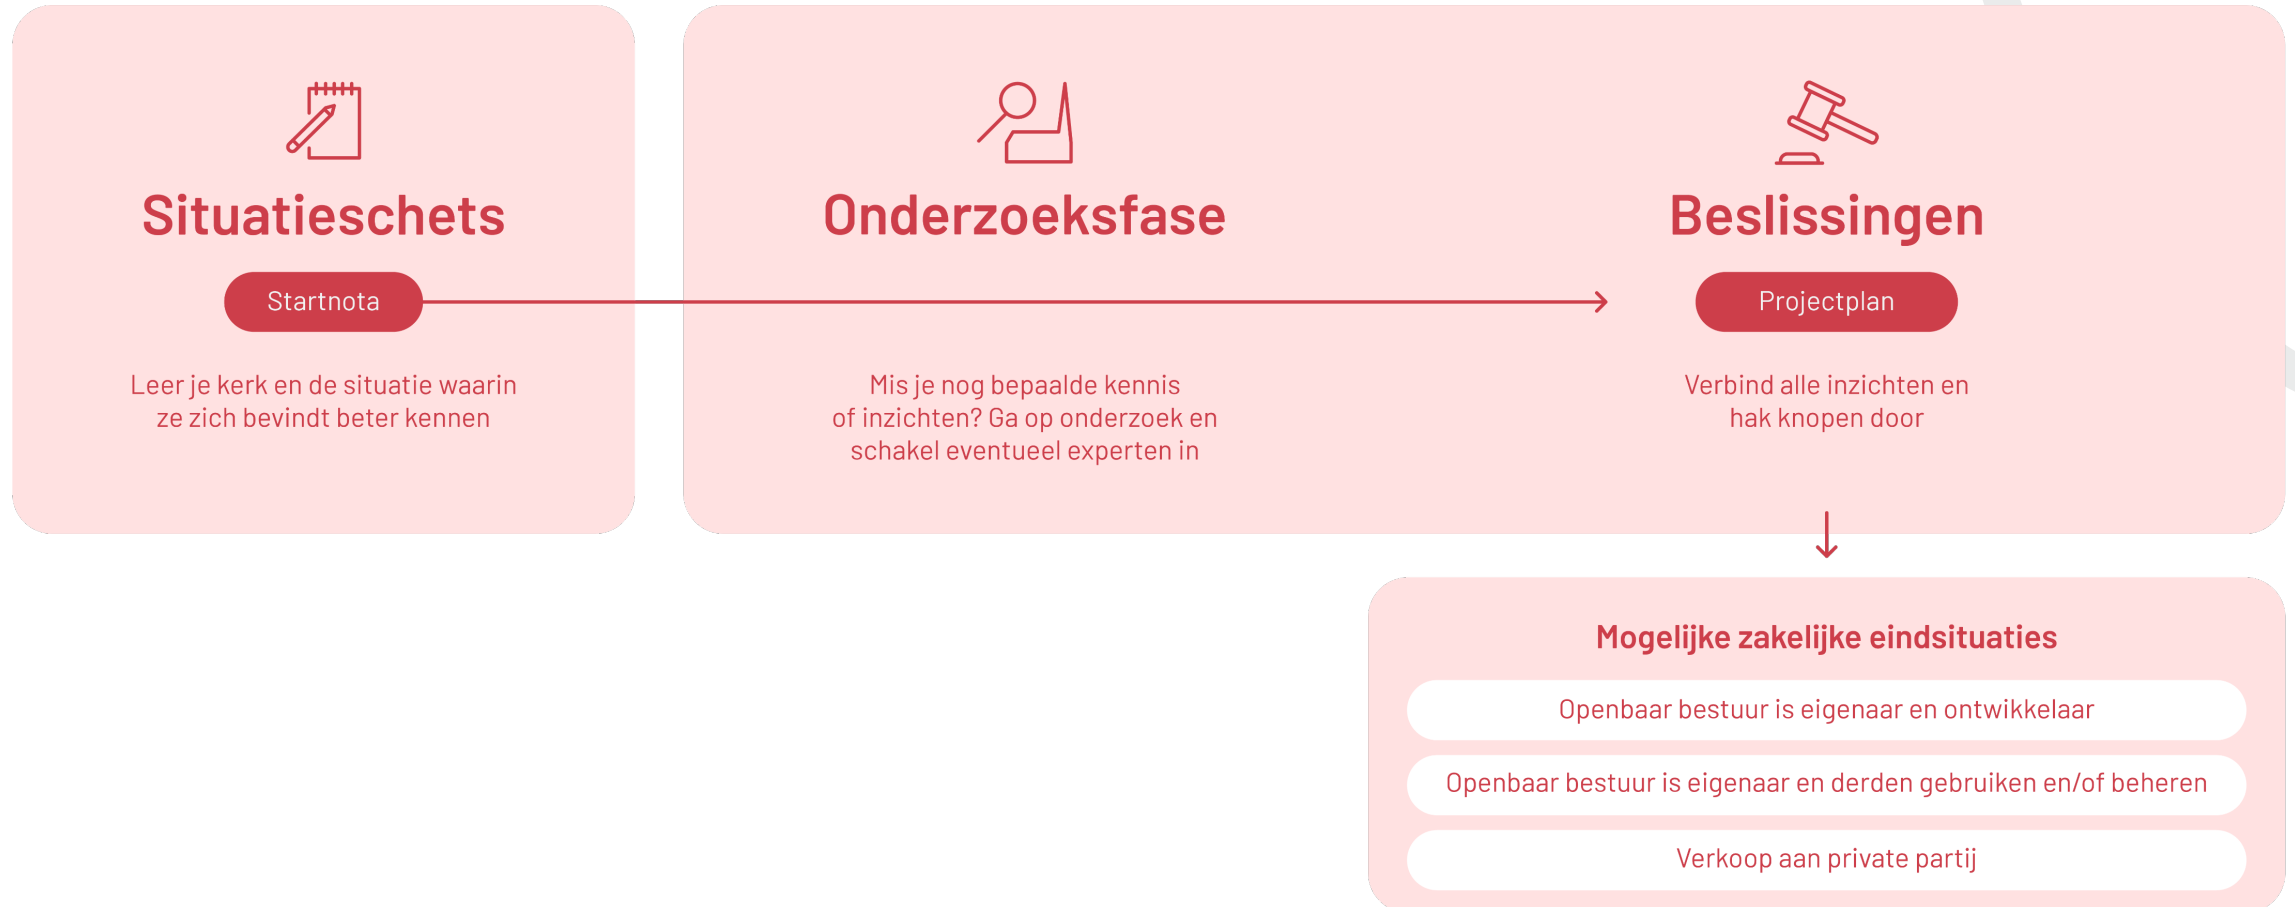 Situatieschets
Startnota
Leer je kerk en de situatie waarin
ze zich bevindt beter kennen
Onderzoeksfase
Mis je nog bepaalde kennis
of inzichten? Ga op onderzoek en
schakel eventueel experten in
Beslissingen
Projectplan
Verbind alle inzichten en
hak knopen door
Mogelijke zakelijke eindsituaties
Openbaar bestuur is eigenaar en ontwikkelaar
Openbaar bestuur is eigenaar en derden gebruiken en/of beheren
Verkoop aan private partij